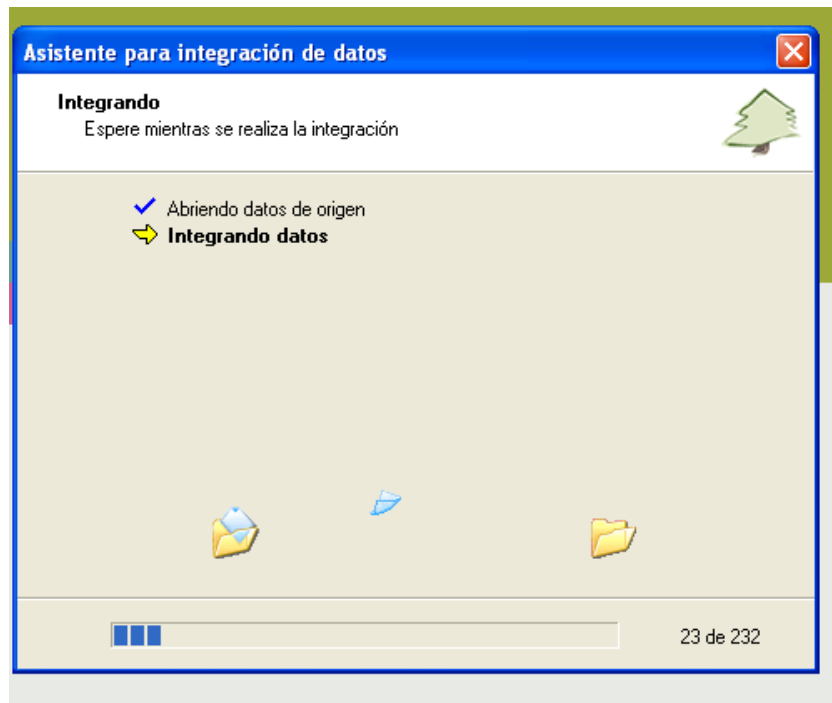 Asistente para integración de datos
Integrando
Espere mientras se realiza la integración
Abriendo datos de origen
Integrando datos
23 de 232